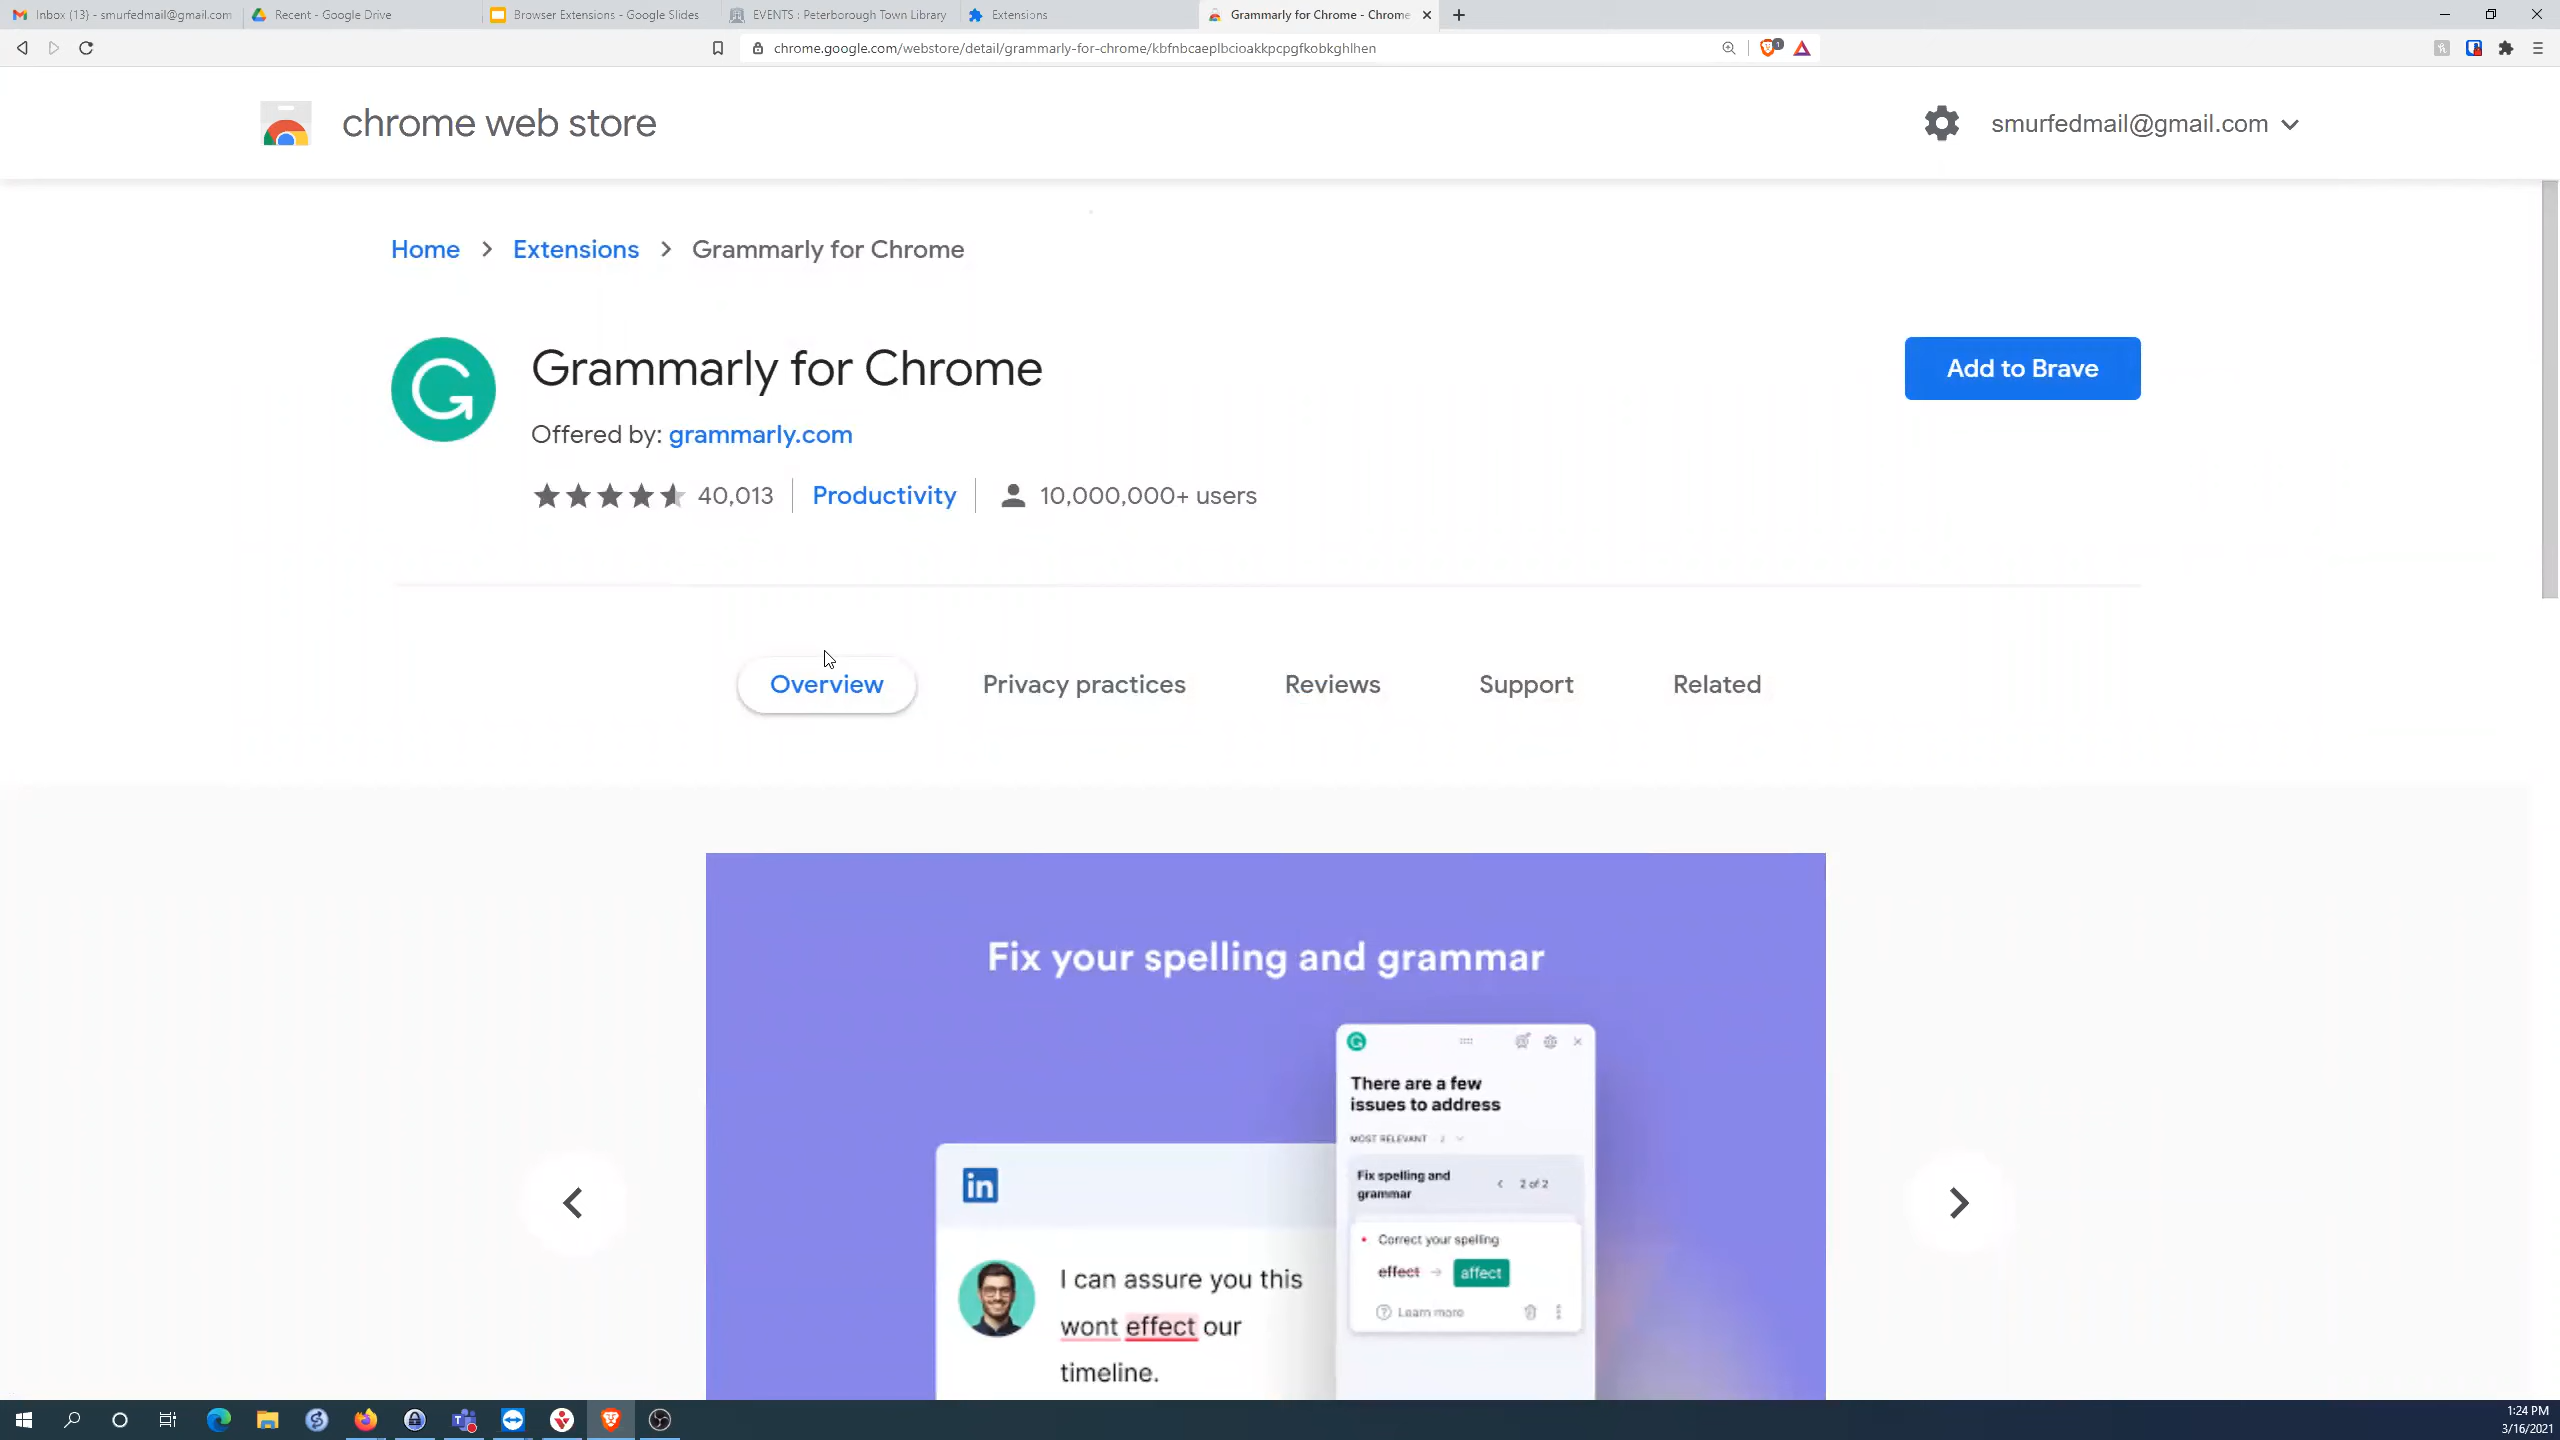 Inbox (13) - smurfedmail@gmail.com
Recent - Google Drive
Browser Extensions - Google Slides
EVENTS : Peterborough Town Library
Extensions
Grammarly for Chrome - Chrome
chrome.google.com/webstore/detail/grammarly-for-chrome/kbfnbcaeplbcioakkpcpgfkobkghlhen
1
chrome web store
smurfedmail@gmail.com
Home > Extensions > Grammarly for Chrome
Grammarly for Chrome
Add to Brave
Offered by: grammarly.com
40,013 | Productivity | 10,000,000+ users
Overview
Privacy practices
Reviews
Support
Related
Fix your spelling and grammar
There are a few
issues to address
MOST RELEVANT 2
Fix spelling and
grammar
2 of 2
Correct your spelling
effect → affect
Learn more
in
I can assure you this
wont effect our
timeline.
1:24 PM
3/16/2021